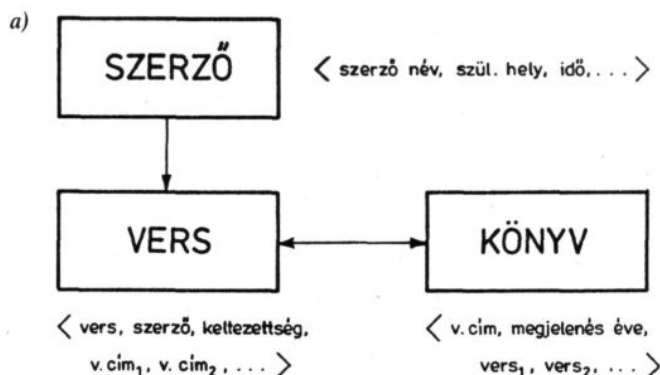 a)
SZERZŐ
< szerző név, szül. hely, idő, . . . >
VERS
KÖNYV
< vers, szerző, keltezettség,
v. cím₁, v. cím₂, . . . >
< v. cím, megjelenés éve,
vers₁, vers₂, . . . >